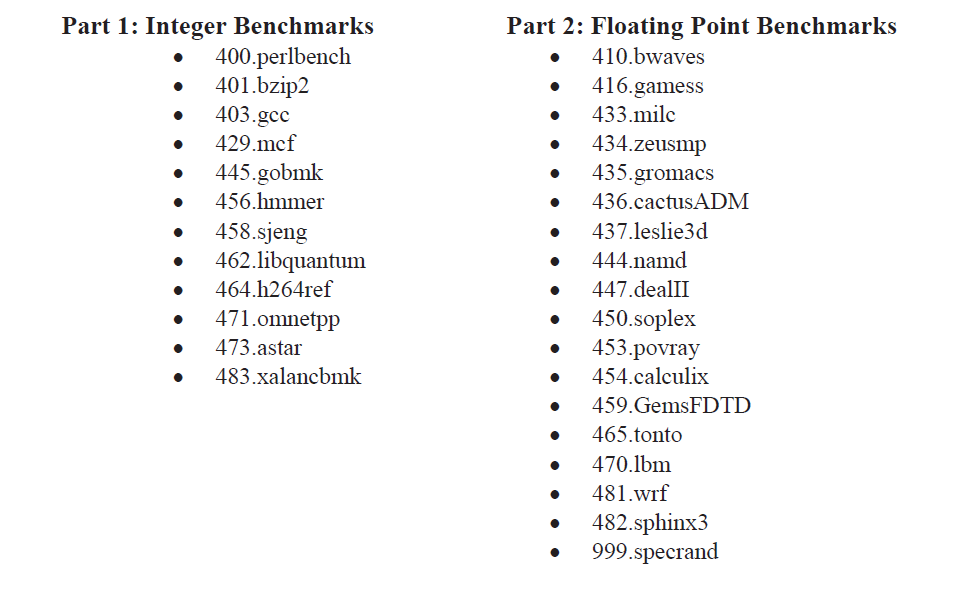 Part 1: Integer Benchmarks
• 400.perlbench
• 401.bzip2
• 403.gcc
• 429.mcf
• 445.gobmk
• 456.hmmer
• 458.sjeng
• 462.libquantum
• 464.h264ref
• 471.omnetpp
• 473.astar
• 483.xalancbmk
Part 2: Floating Point Benchmarks
• 410.bwaves
• 416.gamess
• 433.milc
• 434.zeusmp
• 435.gromacs
• 436.cactusADM
• 437.leslie3d
• 444.namd
• 447.dealII
• 450.soplex
• 453.povray
• 454.calculix
• 459.GemsFDTD
• 465.tonto
• 470.lbm
• 481.wrf
• 482.sphinx3
• 999.specrand